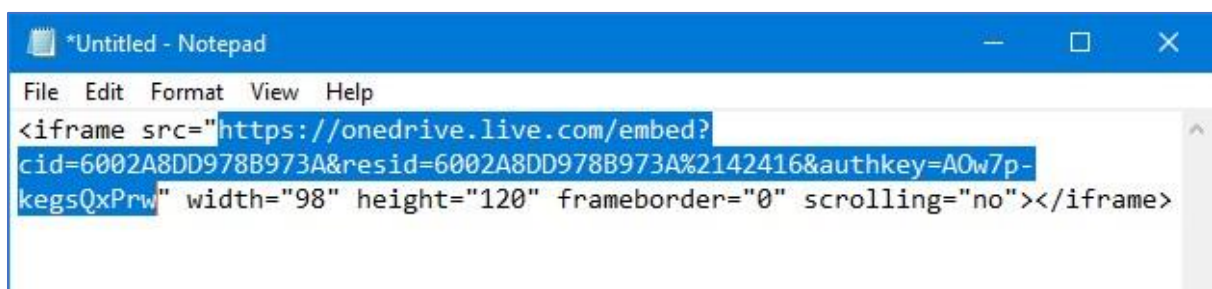 *Untitled - Notepad
File Edit Format View Help
<iframe src="https://onedrive.live.com/embed?
cid=6002A8DD978B973A&resid=6002A8DD978B973A%2142416&authkey=AOw7p-
kegsQxPrw" width="98" height="120" frameborder="0" scrolling="no"></iframe>